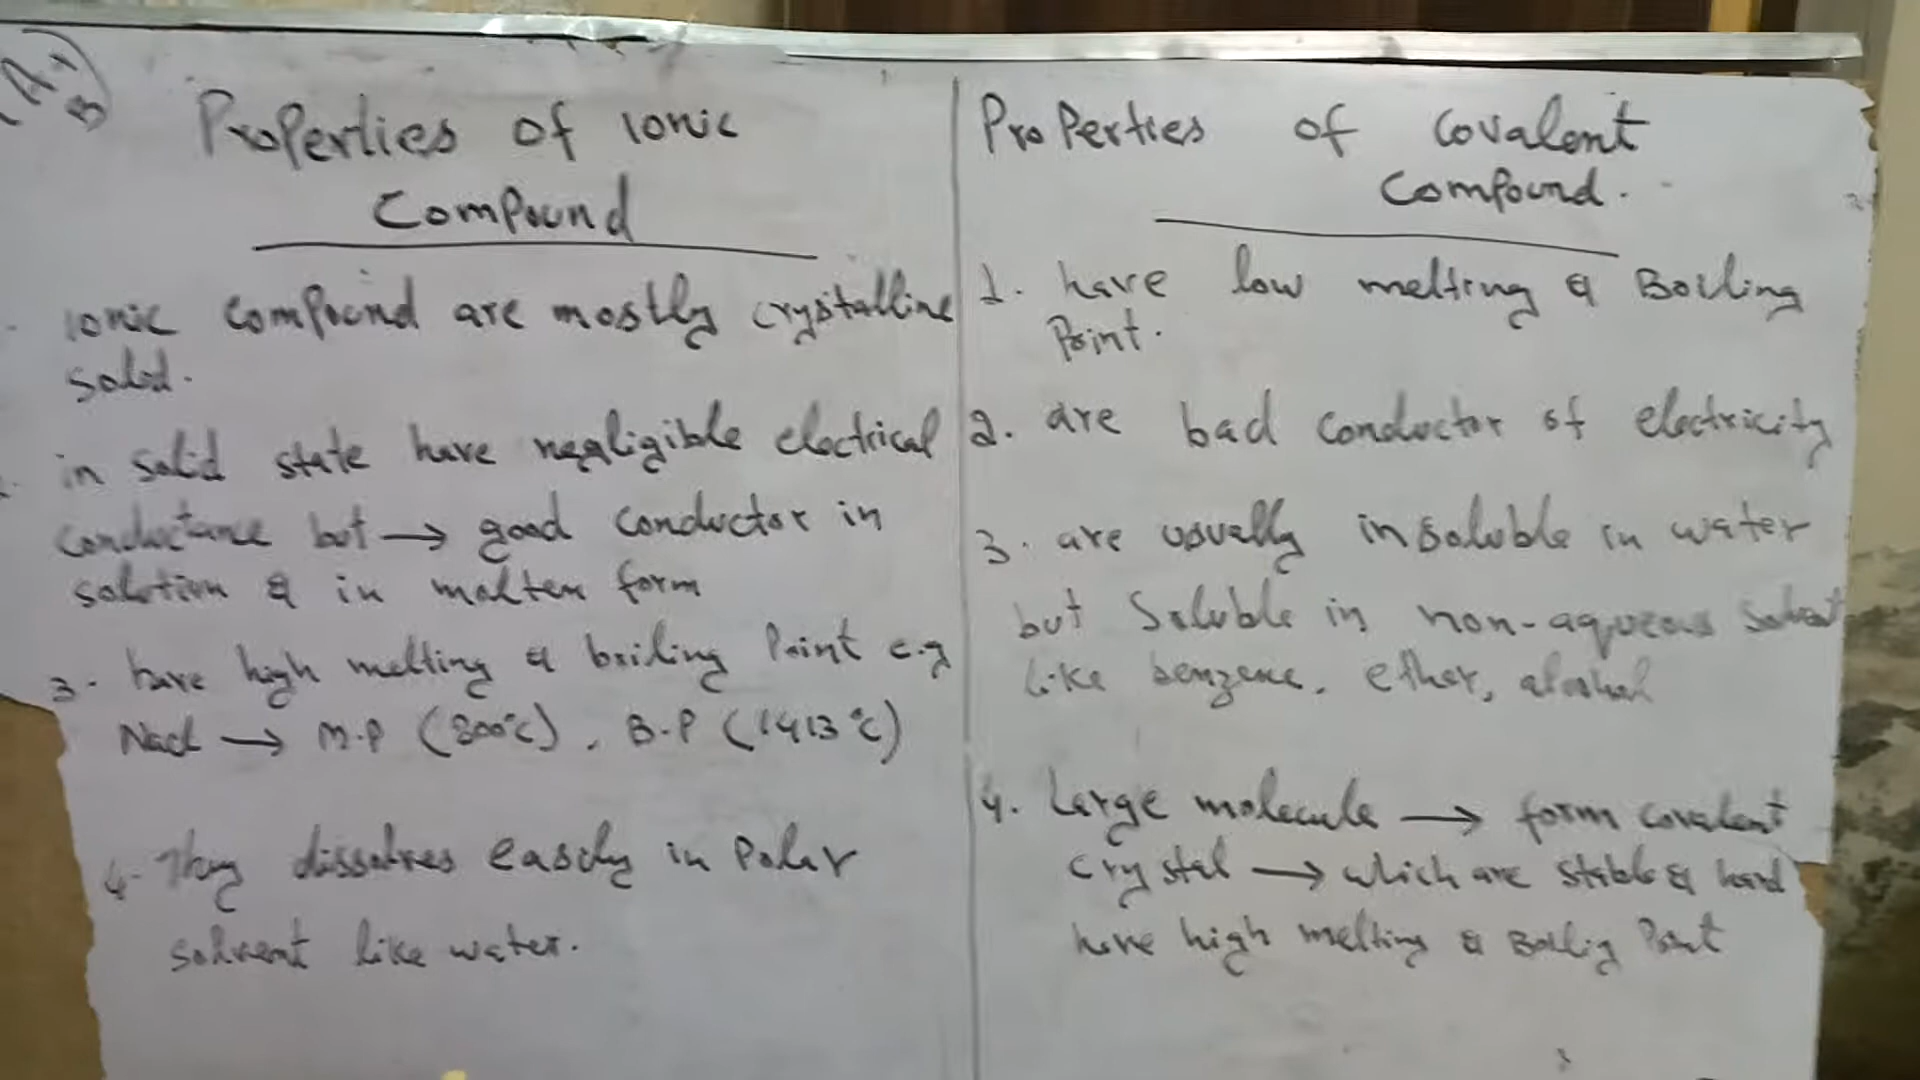 Properties of ionic
Compound
ionic compound are mostly crystalline
solid.
in solid state have negligible electrical
conductance but → good conductor in
solution & in molten form
3. have high melting & boiling Point e.g
Nacl → M.P (800°c), B.P (1413°c)
4. They dissolves easily in Polar
solvent like water.
Properties of Covalent
Compound.
1. have low melting & Boiling
Point.
2. are bad conductor of electricity
3. are usually insoluble in water
but Soluble in non-aqueous solvent
like benzene, ether, alcohol
4. Large molecule → form covalent
crystal → which are stable & hard
have high melting & Boilig Point